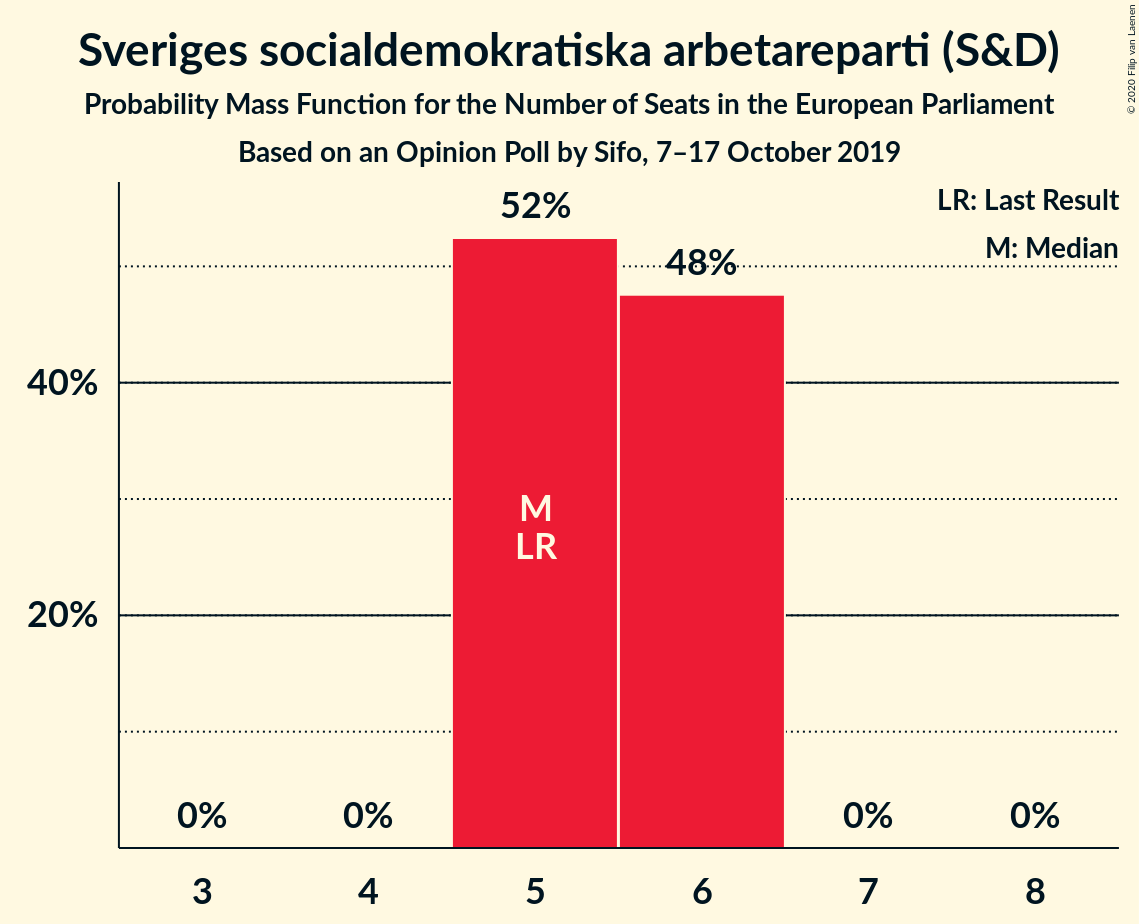 Sveriges socialdemokratiska arbetareparti (S&D)
Probability Mass Function for the Number of Seats in the European Parliament
Based on an Opinion Poll by Sifo, 7–17 October 2019
© 2020 Filip van Laenen
LR: Last Result
M: Median
52%
48%
40%
20%
M
LR
0%
0%
0%
0%
3
4
5
6
7
8